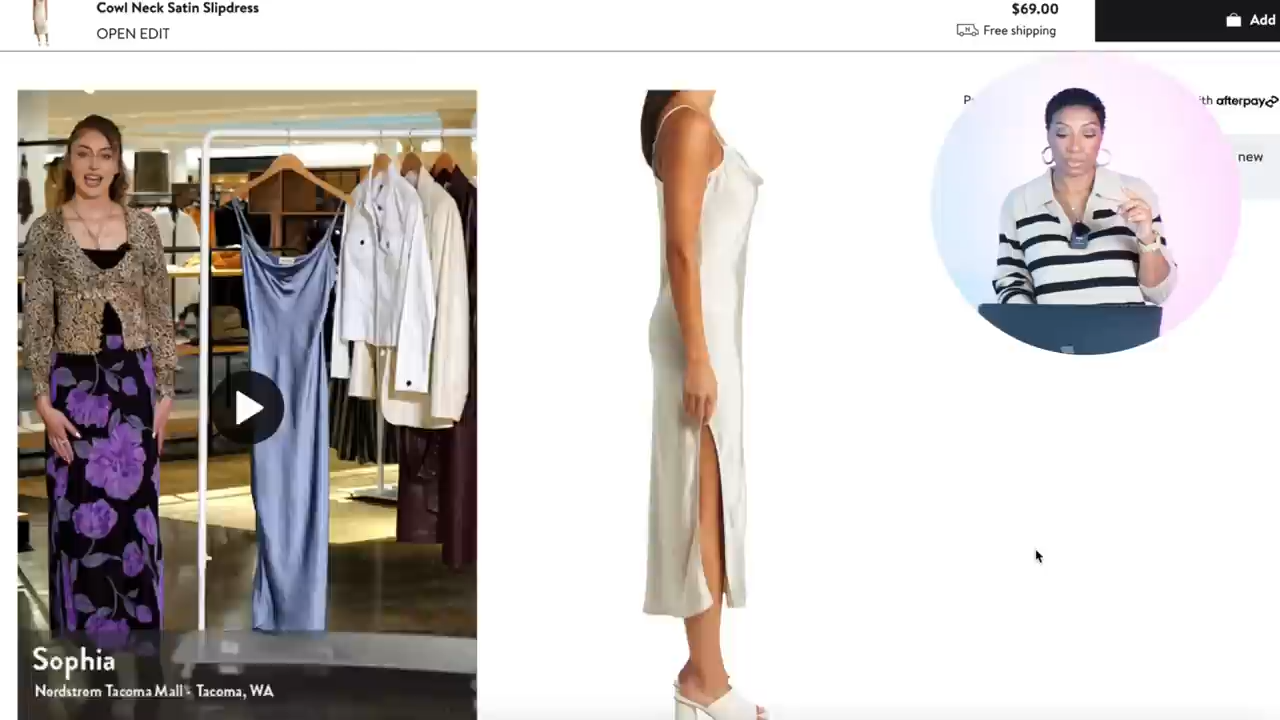 Cowl Neck Satin Slipdress
OPEN EDIT
$69.00
Free shipping
Add
afterpay
new
Sophia
Nordstrom Tacoma Mall - Tacoma, WA